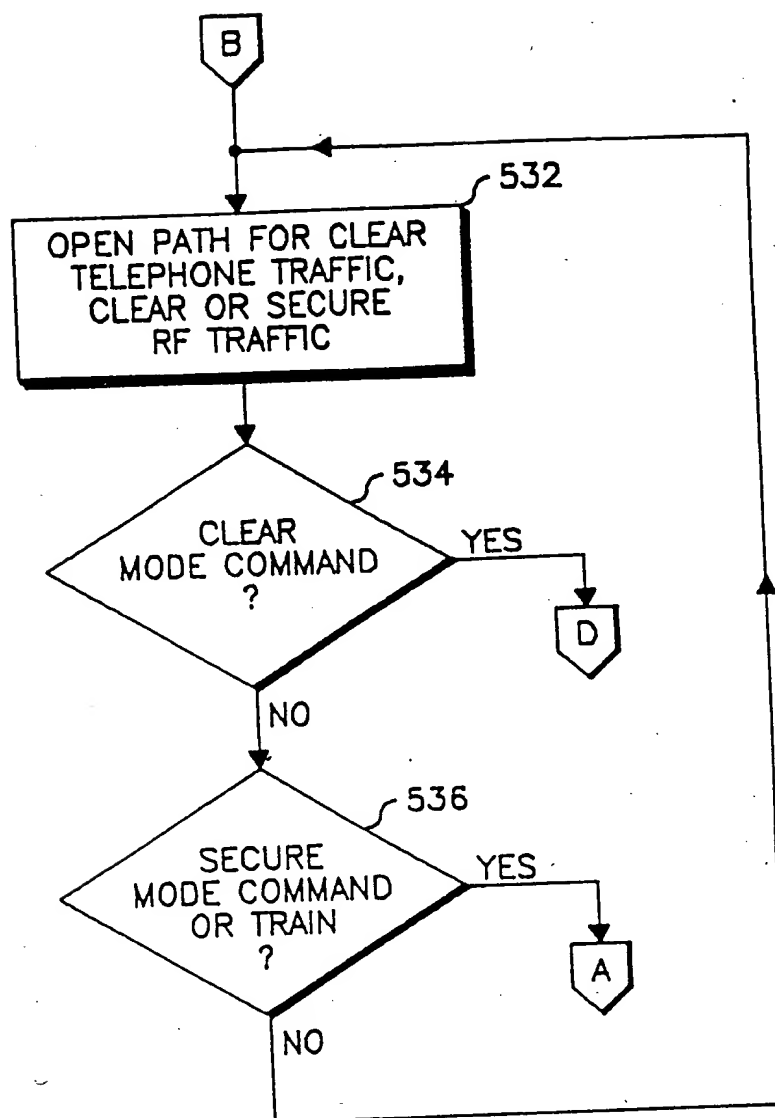 B
532
OPEN PATH FOR CLEAR
TELEPHONE TRAFFIC,
CLEAR OR SECURE
RF TRAFFIC
534
CLEAR
MODE COMMAND
?
YES
D
NO
536
SECURE
MODE COMMAND
OR TRAIN
?
YES
A
NO